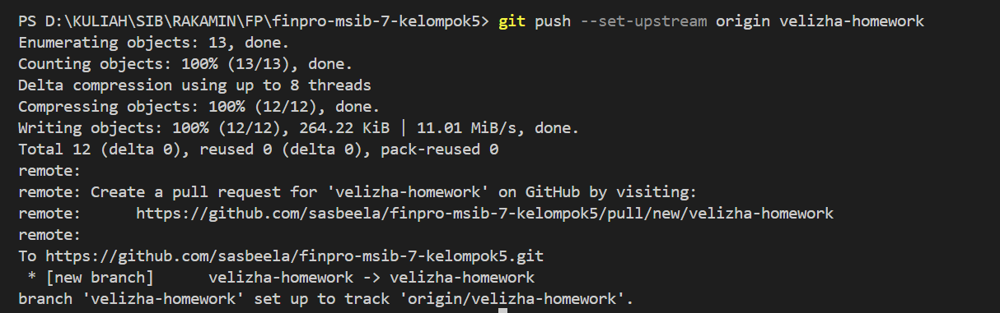 PS D:\KULIAH\SIB\RAKAMIN\FP\finpro-msib-7-kelompok5> git push --set-upstream origin velizha-homework
Enumerating objects: 13, done.
Counting objects: 100% (13/13), done.
Delta compression using up to 8 threads
Compressing objects: 100% (12/12), done.
Writing objects: 100% (12/12), 264.22 KiB | 11.01 MiB/s, done.
Total 12 (delta 0), reused 0 (delta 0), pack-reused 0
remote:
remote: Create a pull request for 'velizha-homework' on GitHub by visiting:
remote:      https://github.com/sasbeela/finpro-msib-7-kelompok5/pull/new/velizha-homework
remote:
To https://github.com/sasbeela/finpro-msib-7-kelompok5.git
 * [new branch]      velizha-homework -> velizha-homework
branch 'velizha-homework' set up to track 'origin/velizha-homework'.